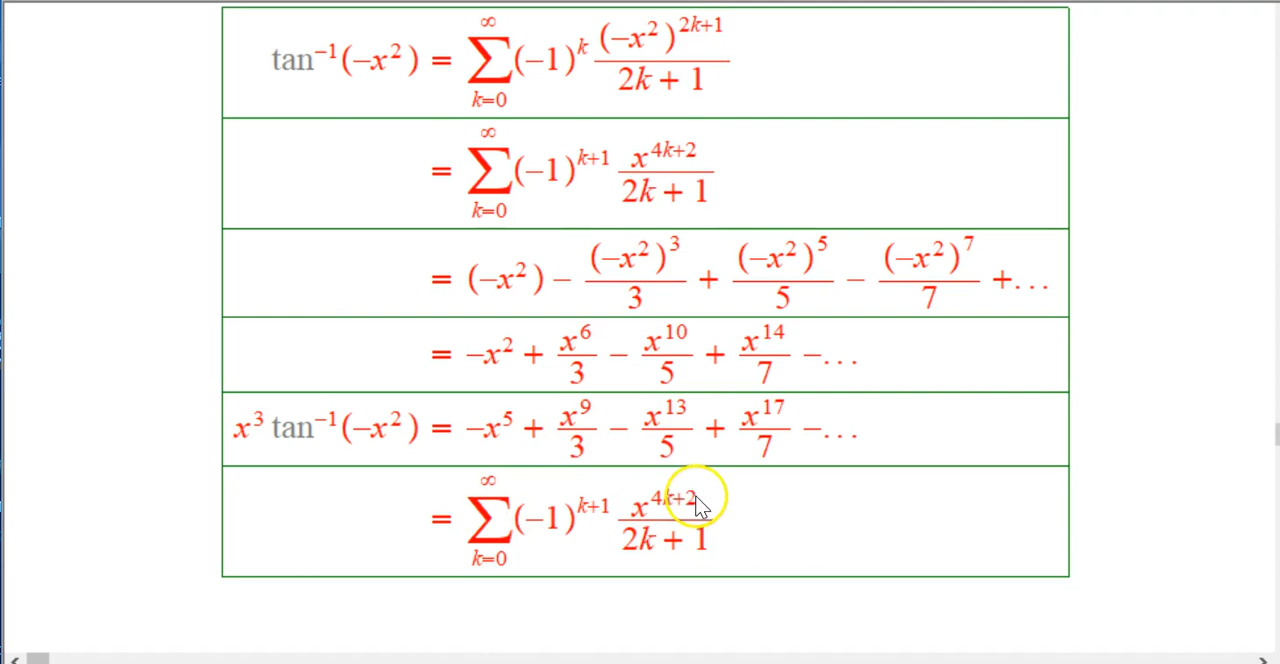 tan⁻¹(−x²) = ∑_{k=0}^{∞} (−1)^k (−x²)^{2k+1} / (2k + 1)
= ∑_{k=0}^{∞} (−1)^{k+1} x^{4k+2} / (2k + 1)
= (−x²) − (−x²)³/3 + (−x²)⁵/5 − (−x²)⁷/7 +...
= −x² + x⁶/3 − x¹⁰/5 + x¹⁴/7 −...
x³ tan⁻¹(−x²) = −x⁵ + x⁹/3 − x¹³/5 + x¹⁷/7 −...
= ∑_{k=0}^{∞} (−1)^{k+1} x^{4k+2} / (2k + 1)